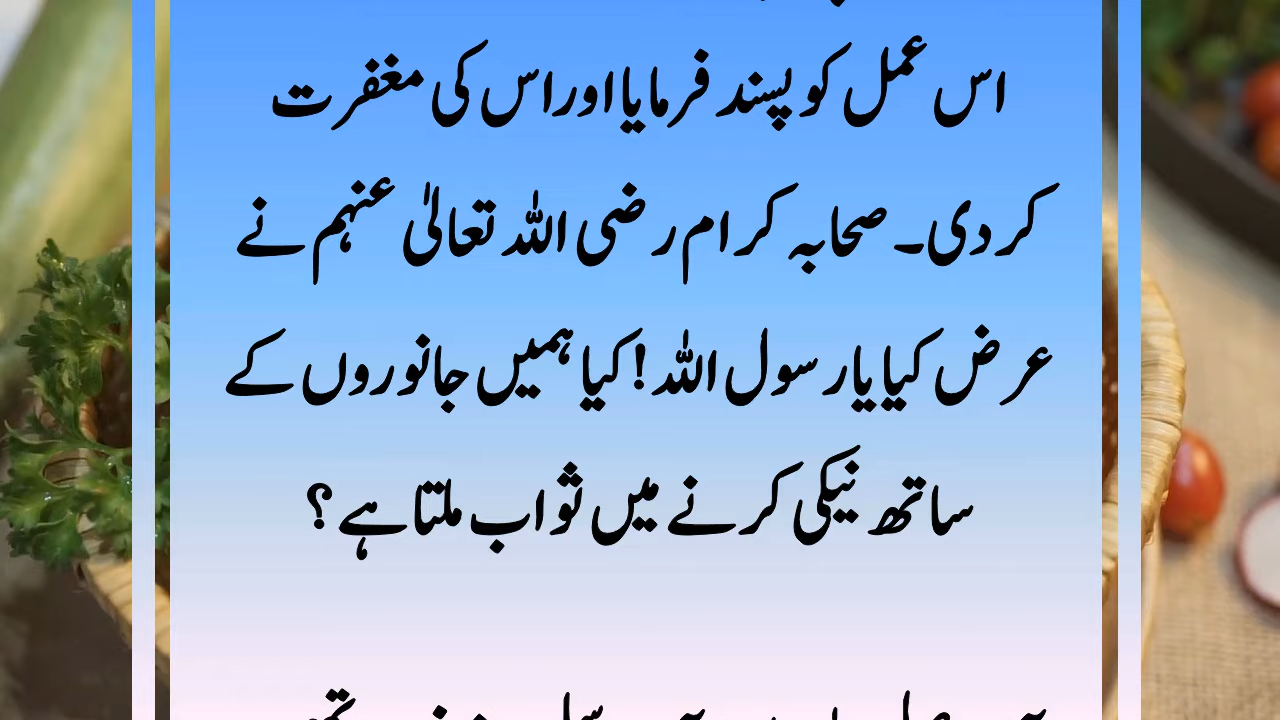 اس عمل کو پسند فرمایا اور اس کی مغفرت
کر دی۔ صحابہ کرام رضی اللہ تعالیٰ عنہم نے
عرض کیا یا رسول اللہ! کیا ہمیں جانوروں کے
ساتھ نیکی کرنے میں ثواب ملتا ہے؟